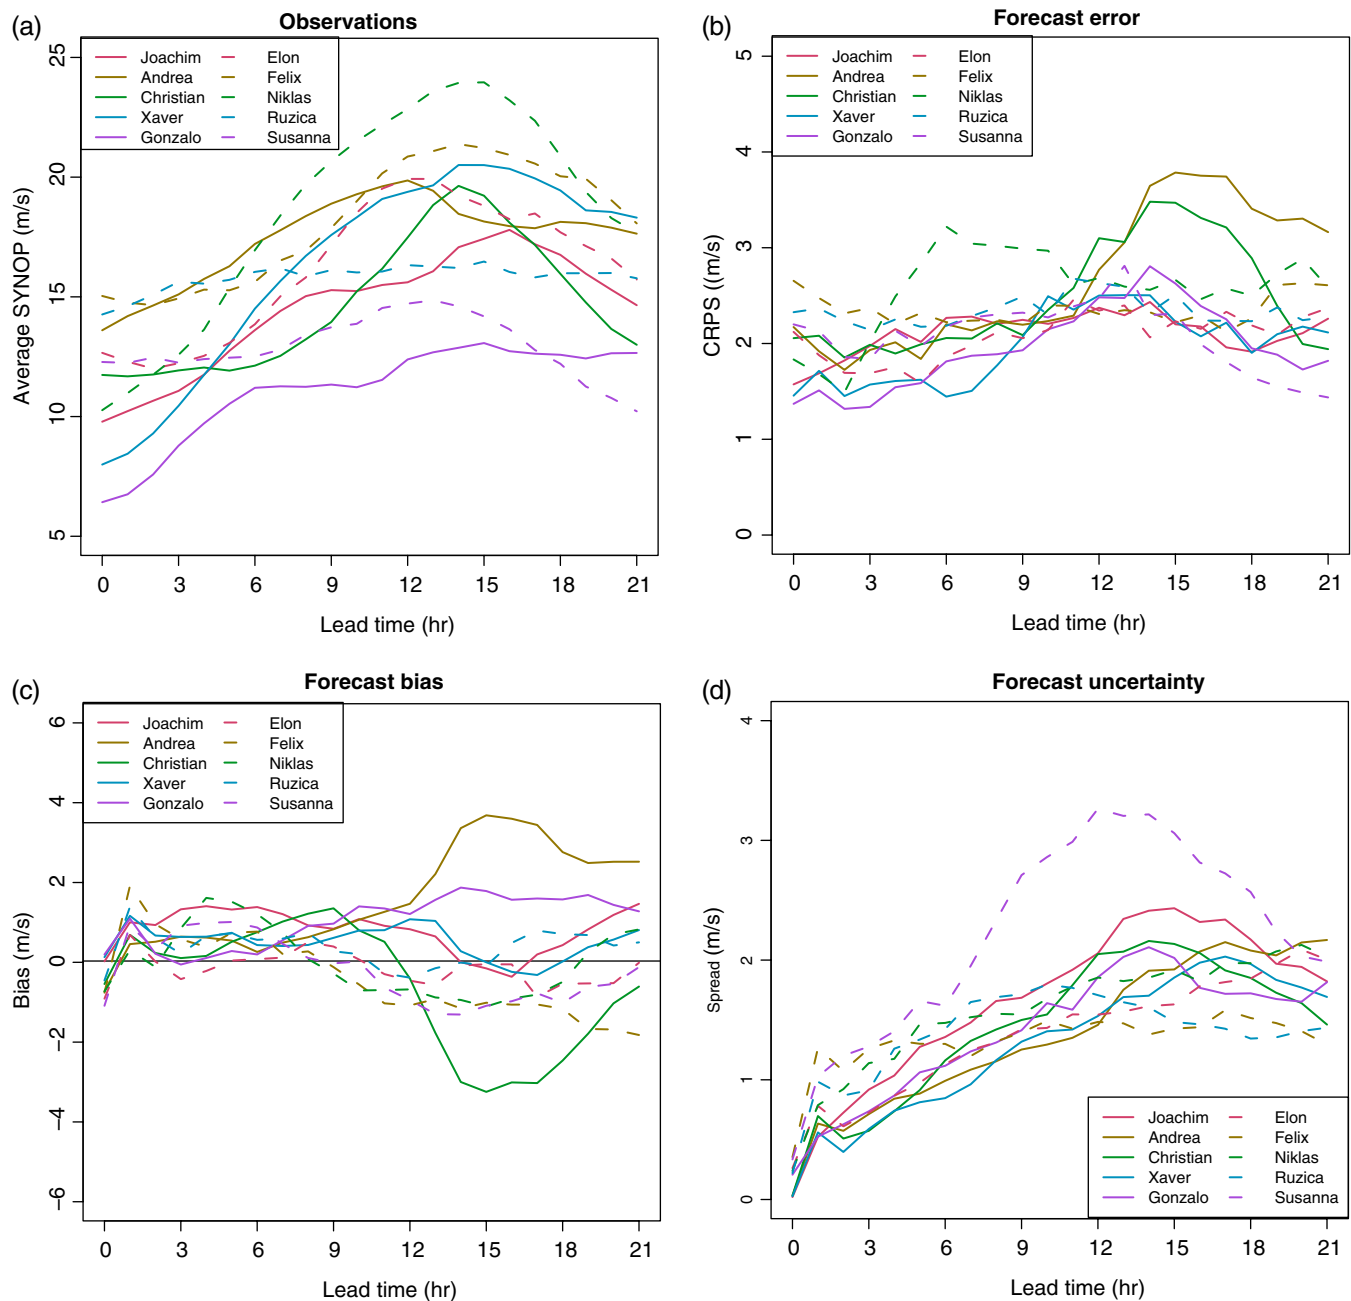 (a)
Observations
Joachim Elon
Andrea Felix
Christian Niklas
Xaver Ruzica
Gonzalo Susanna
Average SYNOP (m/s)
25
20
15
10
5
0 3 6 9 12 15 18 21
Lead time (hr)
(b)
Forecast error
Joachim Elon
Andrea Felix
Christian Niklas
Xaver Ruzica
Gonzalo Susanna
CRPS ((m/s)
5
4
3
2
1
0
0 3 6 9 12 15 18 21
Lead time (hr)
(c)
Forecast bias
Joachim Elon
Andrea Felix
Christian Niklas
Xaver Ruzica
Gonzalo Susanna
Bias (m/s)
6
4
2
0
−2
−4
−6
0 3 6 9 12 15 18 21
Lead time (hr)
(d)
Forecast uncertainty
Spread (m/s)
4
3
2
1
0
Joachim Elon
Andrea Felix
Christian Niklas
Xaver Ruzica
Gonzalo Susanna
0 3 6 9 12 15 18 21
Lead time (hr)